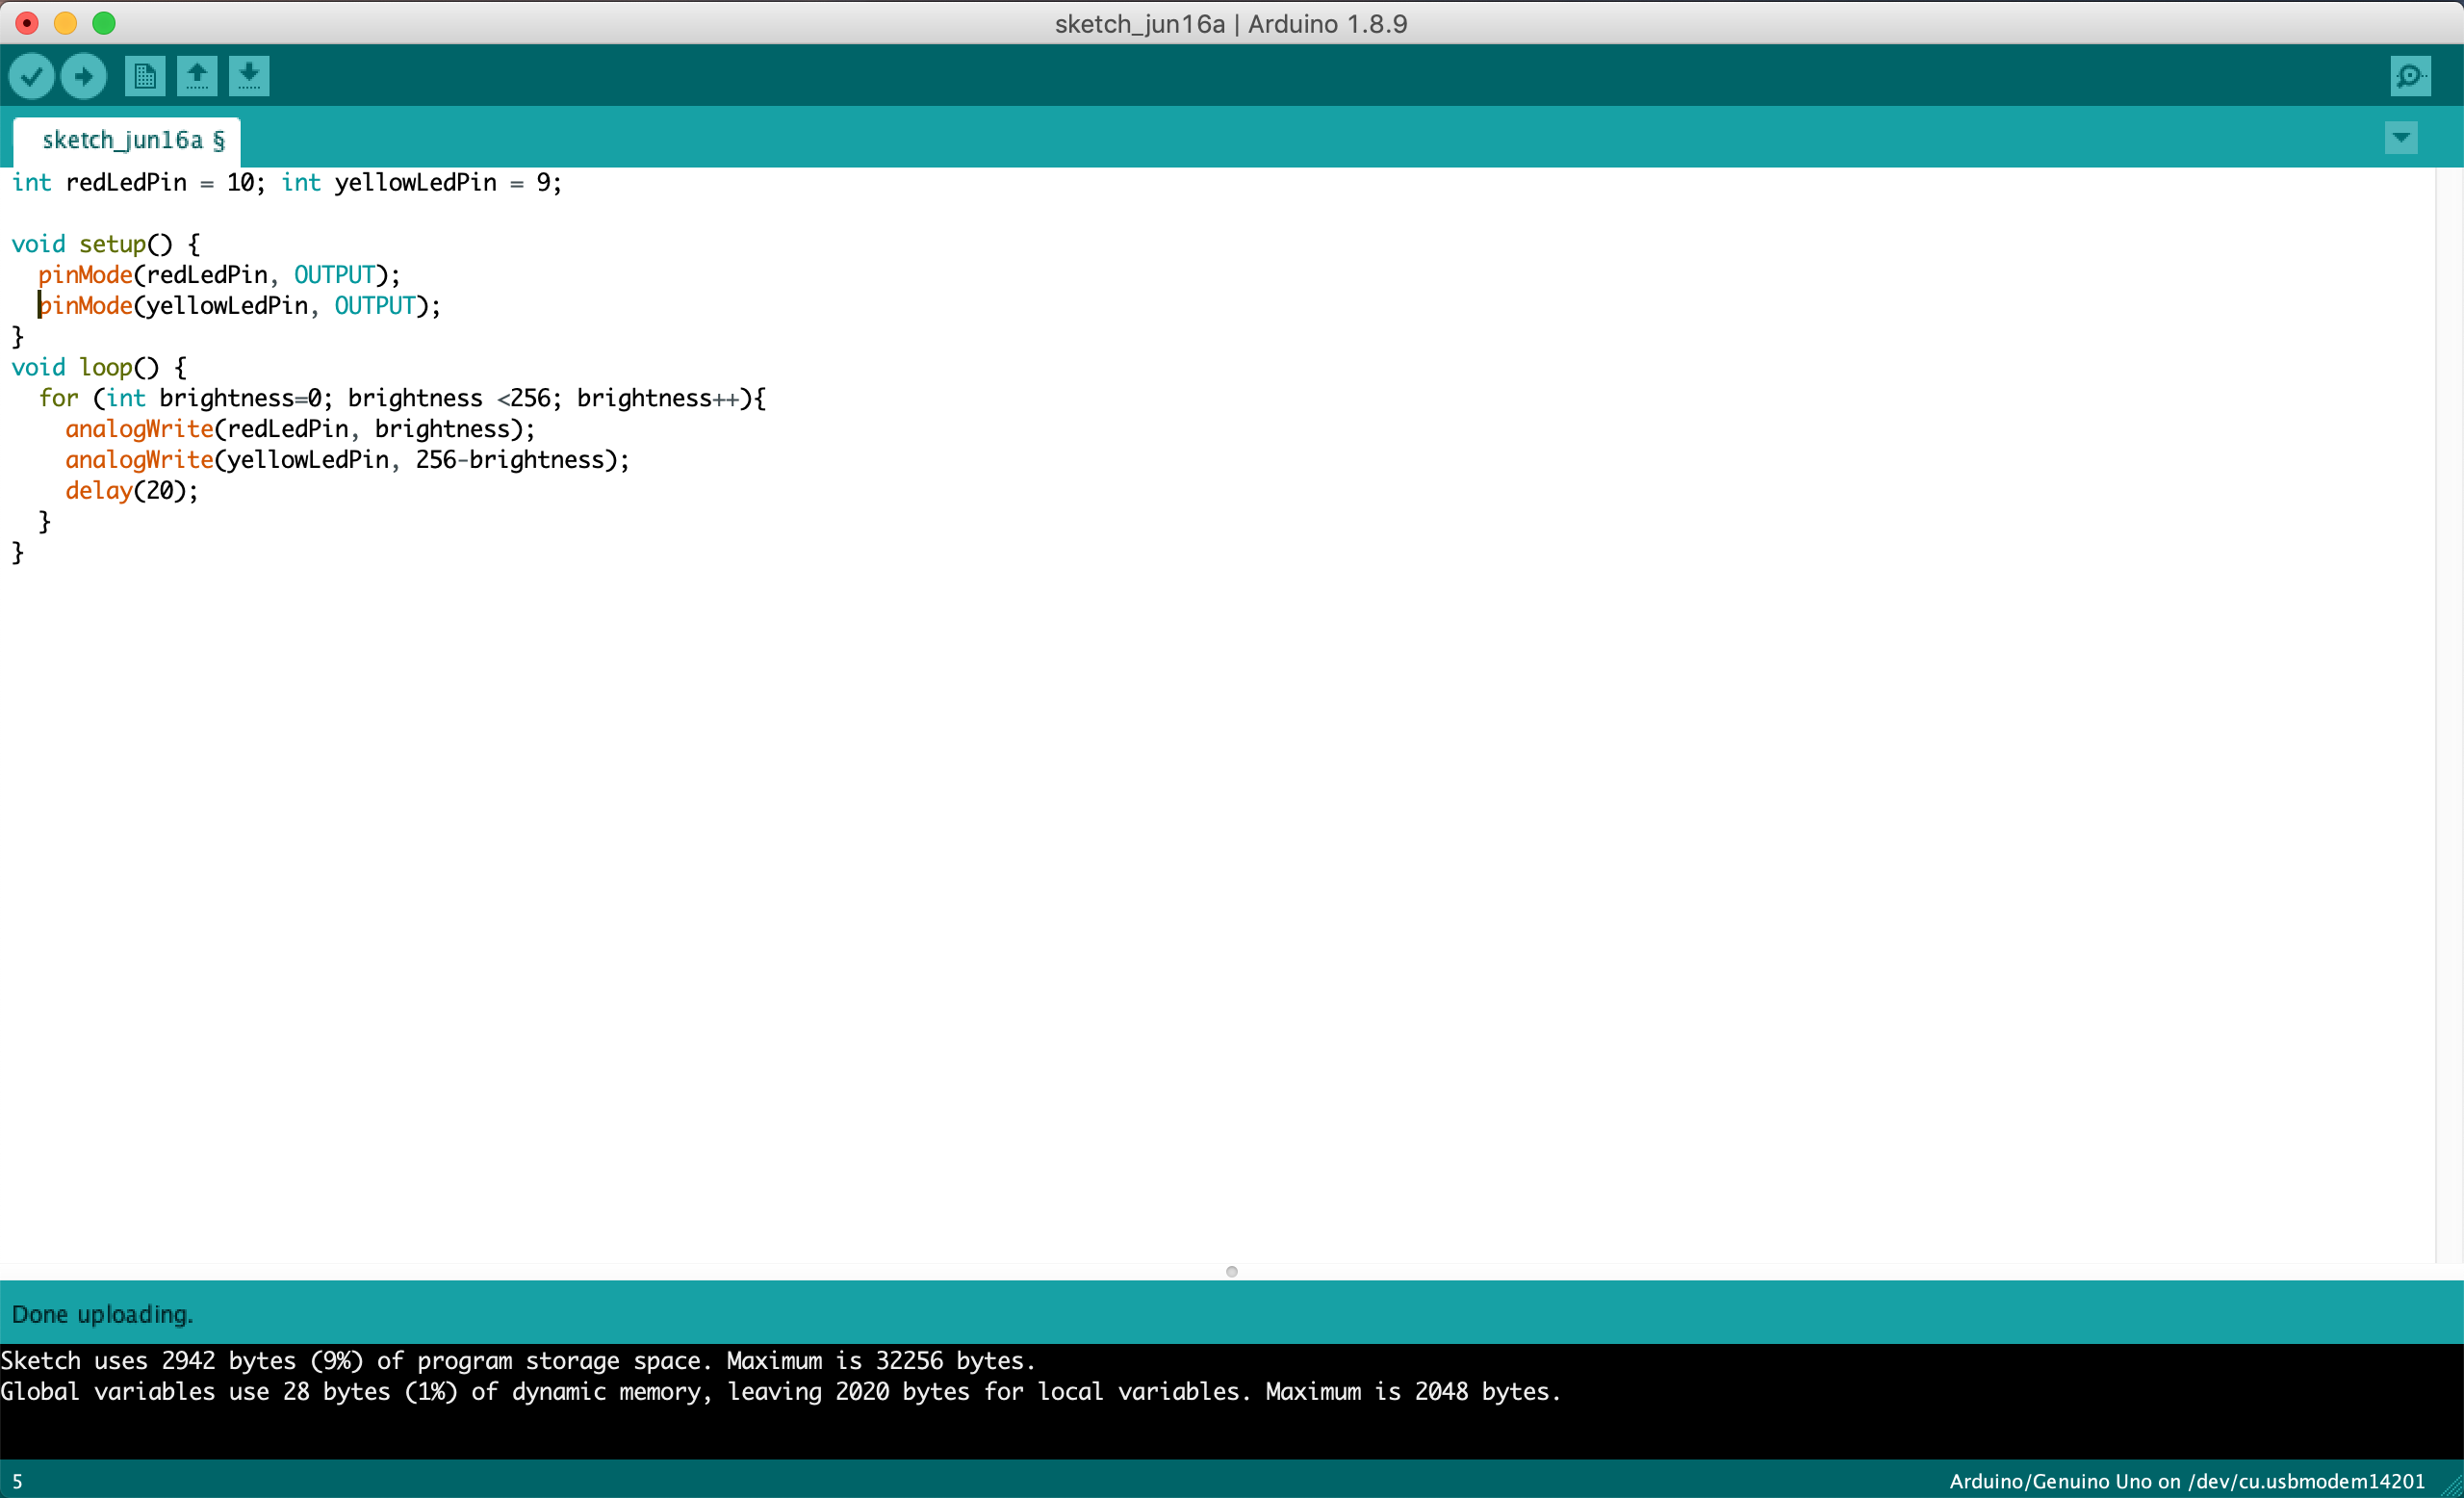 sketch_jun16a | Arduino 1.8.9
sketch_jun16a §
int redLedPin = 10; int yellowLedPin = 9;
void setup() {
  pinMode(redLedPin, OUTPUT);
  pinMode(yellowLedPin, OUTPUT);
}
void loop() {
  for (int brightness=0; brightness <256; brightness++){
    analogWrite(redLedPin, brightness);
    analogWrite(yellowLedPin, 256-brightness);
    delay(20);
  }
}
Done uploading.
Sketch uses 2942 bytes (9%) of program storage space. Maximum is 32256 bytes.
Global variables use 28 bytes (1%) of dynamic memory, leaving 2020 bytes for local variables. Maximum is 2048 bytes.
5
Arduino/Genuino Uno on /dev/cu.usbmodem14201